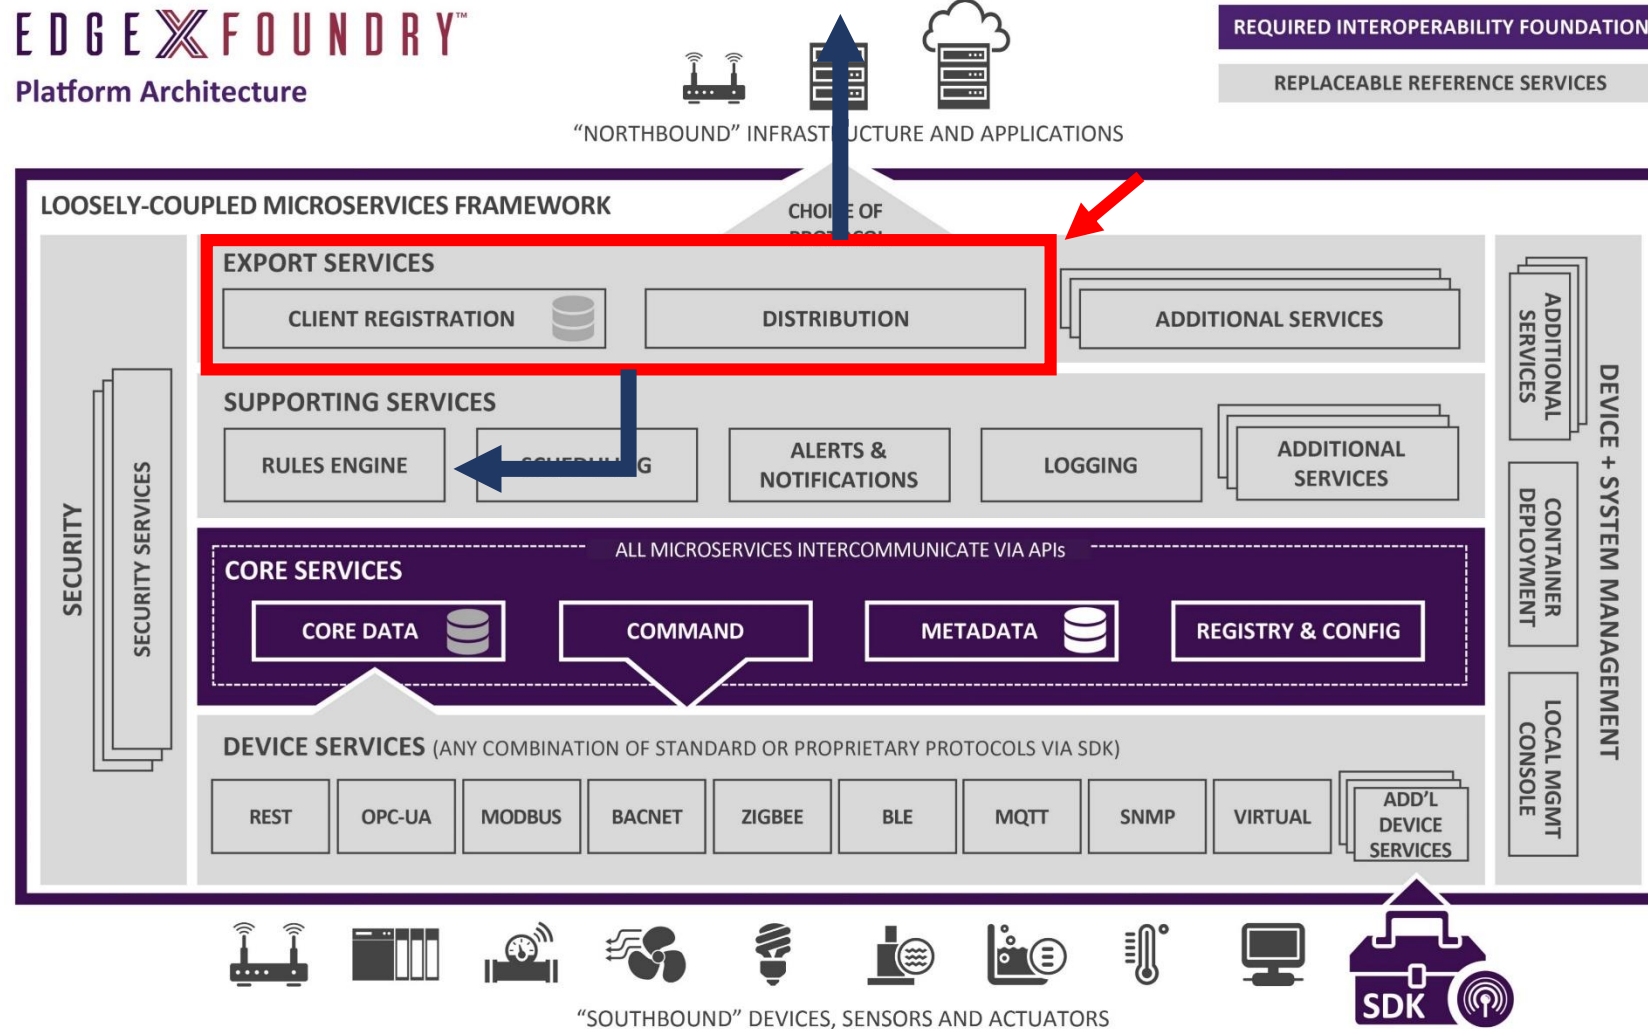 EDGE X FOUNDRY™
Platform Architecture
REQUIRED INTEROPERABILITY FOUNDATION
REPLACEABLE REFERENCE SERVICES
“NORTHBOUND” INFRASTRUCTURE AND APPLICATIONS
LOOSELY-COUPLED MICROSERVICES FRAMEWORK
CHOICE OF
PROTOCOL
EXPORT SERVICES
CLIENT REGISTRATION
DISTRIBUTION
ADDITIONAL SERVICES
SUPPORTING SERVICES
RULES ENGINE
SCHEDULING
ALERTS &
NOTIFICATIONS
LOGGING
ADDITIONAL
SERVICES
SECURITY
SECURITY SERVICES
ALL MICROSERVICES INTERCOMMUNICATE VIA APIs
CORE SERVICES
CORE DATA
COMMAND
METADATA
REGISTRY & CONFIG
DEVICE SERVICES (ANY COMBINATION OF STANDARD OR PROPRIETARY PROTOCOLS VIA SDK)
REST
OPC-UA
MODBUS
BACNET
ZIGBEE
BLE
MQTT
SNMP
VIRTUAL
ADD’L
DEVICE
SERVICES
ADDITIONAL
SERVICES
CONTAINER
DEPLOYMENT
LOCAL MGMT
CONSOLE
DEVICE + SYSTEM MANAGEMENT
SDK
“SOUTHBOUND” DEVICES, SENSORS AND ACTUATORS